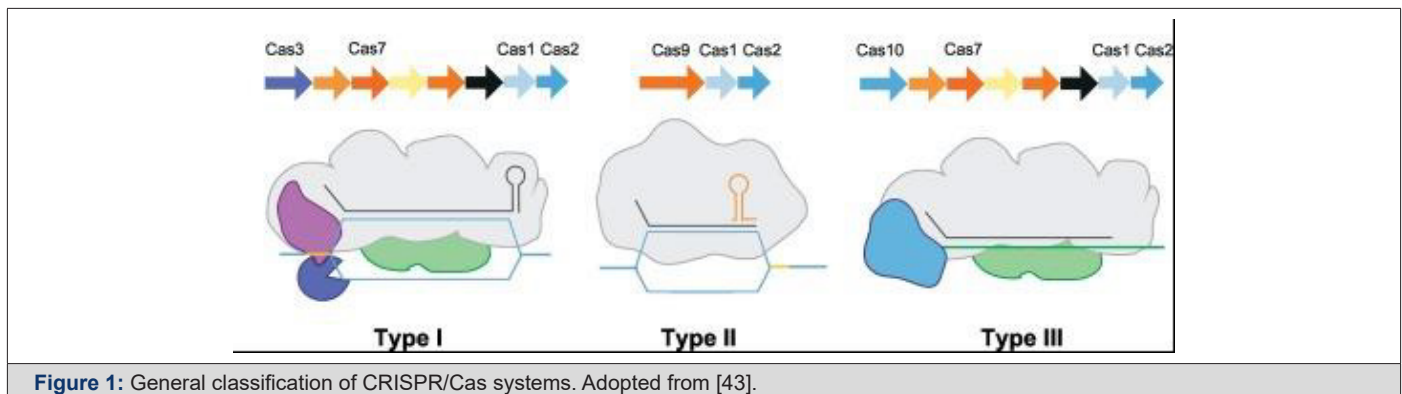 Cas3 Cas7 Cas1 Cas2 Cas9 Cas1 Cas2 Cas10 Cas7 Cas1 Cas2
Type I Type II Type III
Figure 1: General classification of CRISPR/Cas systems. Adopted from [43].